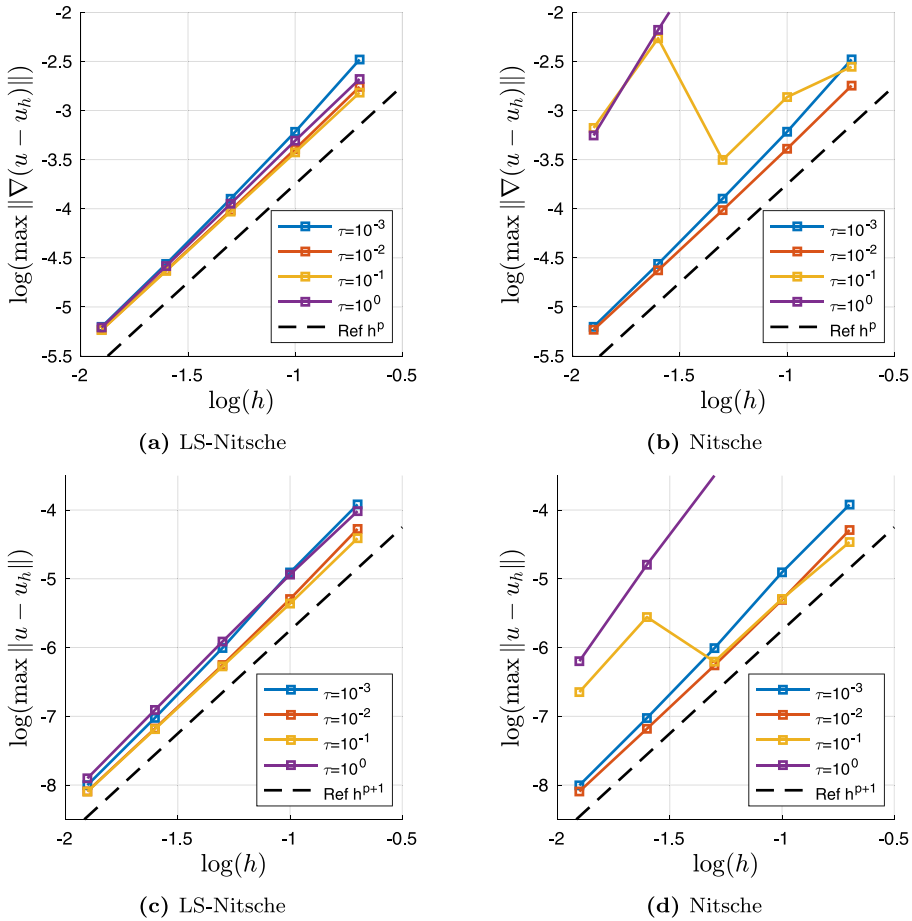 -2
-2.5
-3
-3.5
-4
-4.5
-5
-5.5
log(max ||∇(u − u_h)||)
τ=10^-3
τ=10^-2
τ=10^-1
τ=10^0
Ref h^p
-2 -1.5 -1 -0.5
log(h)
(a) LS-Nitsche
-2
-2.5
-3
-3.5
-4
-4.5
-5
-5.5
log(max ||∇(u − u_h)||)
τ=10^-3
τ=10^-2
τ=10^-1
τ=10^0
Ref h^p
-2 -1.5 -1 -0.5
log(h)
(b) Nitsche
-4
-5
-6
-7
-8
log(max ||u − u_h||)
τ=10^-3
τ=10^-2
τ=10^-1
τ=10^0
Ref h^p+1
-2 -1.5 -1 -0.5
log(h)
(c) LS-Nitsche
-4
-5
-6
-7
-8
log(max ||u − u_h||)
τ=10^-3
τ=10^-2
τ=10^-1
τ=10^0
Ref h^p+1
-2 -1.5 -1 -0.5
log(h)
(d) Nitsche